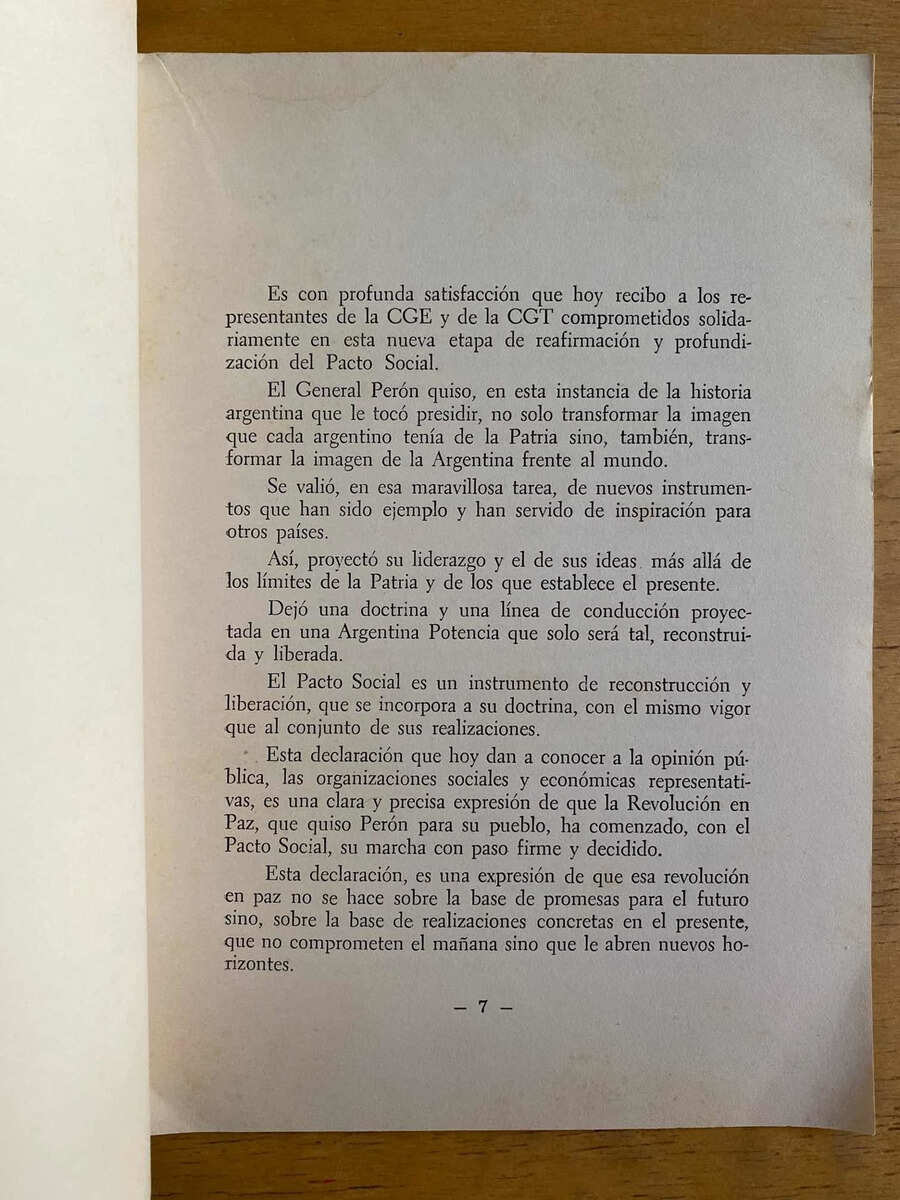 Es con profunda satisfacción que hoy recibo a los re-
presentantes de la CGE y de la CGT comprometidos solida-
riamente en esta nueva etapa de reafirmación y profundi-
zación del Pacto Social.
El General Perón quiso, en esta instancia de la historia
argentina que le tocó presidir, no solo transformar la imagen
que cada argentino tenía de la Patria sino, también, trans-
formar la imagen de la Argentina frente al mundo.
Se valió, en esa maravillosa tarea, de nuevos instrumen-
tos que han sido ejemplo y han servido de inspiración para
otros países.
Así, proyectó su liderazgo y el de sus ideas más allá de
los límites de la Patria y de los que establece el presente.
Dejó una doctrina y una línea de conducción proyec-
tada en una Argentina Potencia que solo será tal, reconstrui-
da y liberada.
El Pacto Social es un instrumento de reconstrucción y
liberación, que se incorpora a su doctrina, con el mismo vigor
que al conjunto de sus realizaciones.
Esta declaración que hoy dan a conocer a la opinión pú-
blica, las organizaciones sociales y económicas representati-
vas, es una clara y precisa expresión de que la Revolución en
Paz, que quiso Perón para su pueblo, ha comenzado, con el
Pacto Social, su marcha con paso firme y decidido.
Esta declaración, es una expresión de que esa revolución
en paz no se hace sobre la base de promesas para el futuro
sino, sobre la base de realizaciones concretas en el presente,
que no comprometen el mañana sino que le abren nuevos ho-
rizontes.
— 7 —